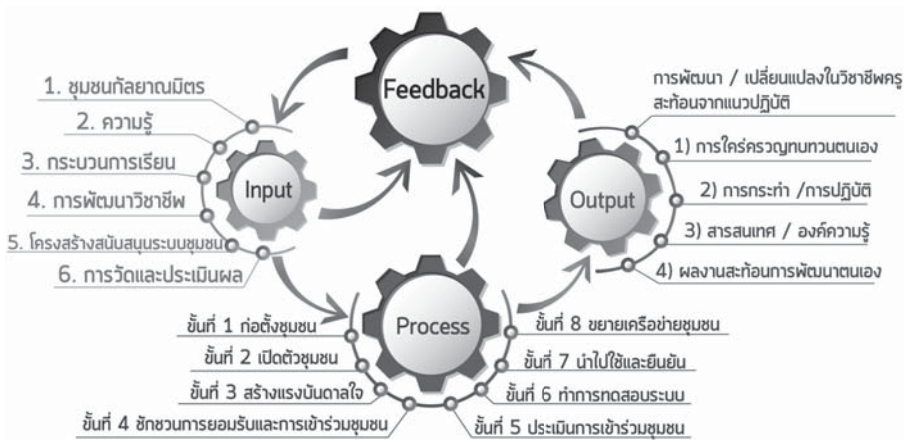 Feedback
1. ชุมชนกัลยาณมิตร
2. ความรู้
3. กระบวนการเรียน
4. การพัฒนาวิชาชีพ
5. โครงสร้างสนับสนุนระบบชุมชน
6. การวัดและประเมินผล
Input
การพัฒนา / เปลี่ยนแปลงในวิชาชีพครู
สะท้อนจากแนวปฏิบัติ
1) การใคร่ครวญทบทวนตนเอง
2) การกระทำ /การปฏิบัติ
3) สารสนเทศ / องค์ความรู้
4) ผลงานสะท้อนการพัฒนาตนเอง
Output
Process
ขั้นที่ 1 ก่อตั้งชุมชน
ขั้นที่ 2 เปิดตัวชุมชน
ขั้นที่ 3 สร้างแรงบันดาลใจ
ขั้นที่ 4 ชักชวนการยอมรับและการเข้าร่วมชุมชน
ขั้นที่ 5 ประเมินการเข้าร่วมชุมชน
ขั้นที่ 6 ทำการทดสอบระบบ
ขั้นที่ 7 นำไปใช้และยืนยัน
ขั้นที่ 8 ขยายเครือข่ายชุมชน